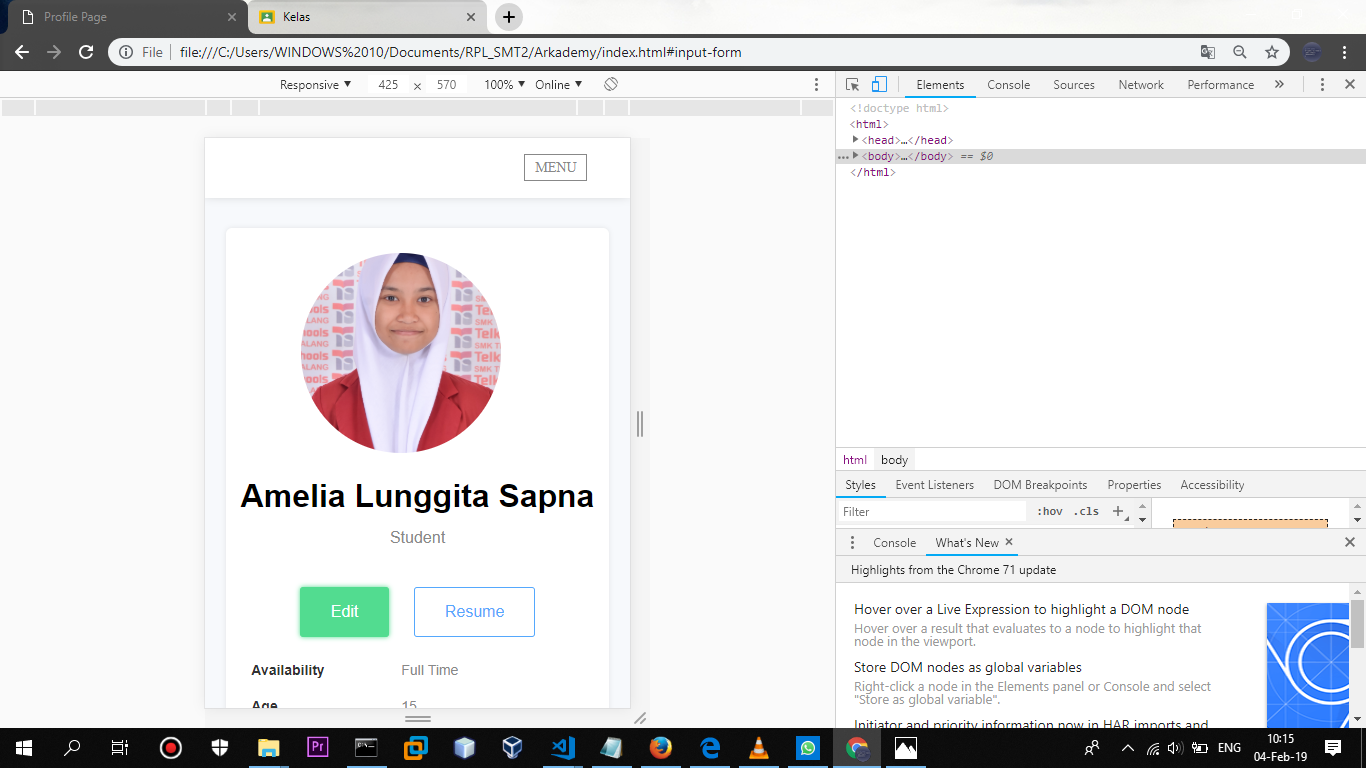 Profile Page
Kelas
File
file:///C:/Users/WINDOWS%2010/Documents/RPL_SMT2/Arkademy/index.html#input-form
Responsive ▼ 425 x 570 100% ▼ Online ▼
Elements Console Sources Network Performance »
<!doctype html>
<html>
<head>…</head>
… <body>…</body> == $0
</html>
MENU
hools
ALANG
Telk
SMK T
Amelia Lunggita Sapna
Student
Edit
Resume
Availability Full Time
Age 15
html body
Styles Event Listeners DOM Breakpoints Properties Accessibility
Filter :hov .cls +
Console What's New ×
Highlights from the Chrome 71 update
Hover over a Live Expression to highlight a DOM node
Hover over a result that evaluates to a node to highlight that
node in the viewport.
Store DOM nodes as global variables
Right-click a node in the Elements panel or Console and select
"Store as global variable".
Initiator and priority information now in HAR imports and
Pr
ENG
10:15
04-Feb-19